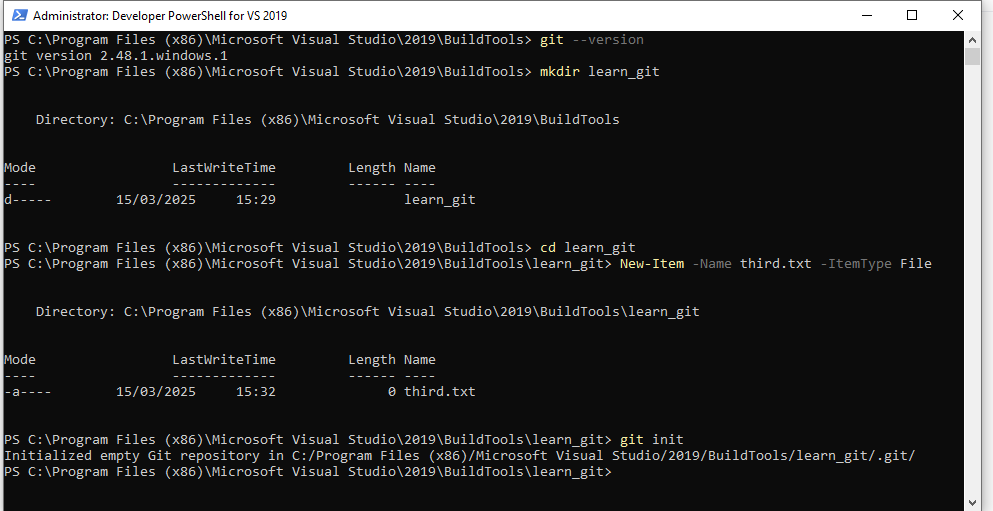 Administrator: Developer PowerShell for VS 2019
PS C:\Program Files (x86)\Microsoft Visual Studio\2019\BuildTools> git --version
git version 2.48.1.windows.1
PS C:\Program Files (x86)\Microsoft Visual Studio\2019\BuildTools> mkdir learn_git
Directory: C:\Program Files (x86)\Microsoft Visual Studio\2019\BuildTools
Mode                 LastWriteTime         Length Name
----                 -------------         ------ ----
d-----        15/03/2025     15:29                learn_git
PS C:\Program Files (x86)\Microsoft Visual Studio\2019\BuildTools> cd learn_git
PS C:\Program Files (x86)\Microsoft Visual Studio\2019\BuildTools\learn_git> New-Item -Name third.txt -ItemType File
Directory: C:\Program Files (x86)\Microsoft Visual Studio\2019\BuildTools\learn_git
Mode                 LastWriteTime         Length Name
----                 -------------         ------ ----
-a----        15/03/2025     15:32              0 third.txt
PS C:\Program Files (x86)\Microsoft Visual Studio\2019\BuildTools\learn_git> git init
Initialized empty Git repository in C:/Program Files (x86)/Microsoft Visual Studio/2019/BuildTools/learn_git/.git/
PS C:\Program Files (x86)\Microsoft Visual Studio\2019\BuildTools\learn_git>